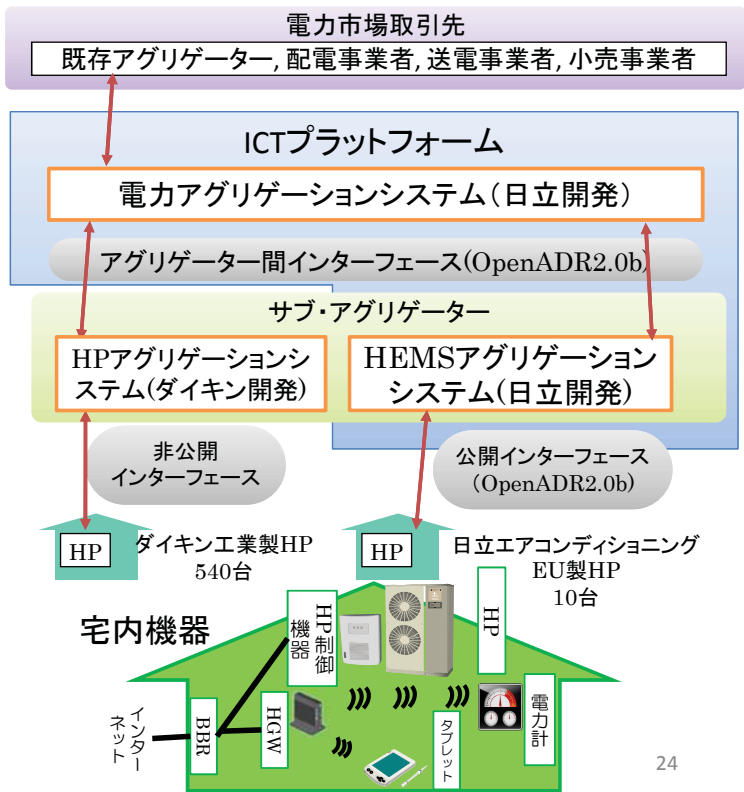 電力市場取引先
既存アグリゲーター, 配電事業者, 送電事業者, 小売事業者
ICTプラットフォーム
電力アグリゲーションシステム(日立開発)
アグリゲーター間インターフェース(OpenADR2.0b)
サブ・アグリゲーター
HPアグリゲーションシ
ステム(ダイキン開発)
HEMSアグリゲーション
システム(日立開発)
非公開
インターフェース
公開インターフェース
(OpenADR2.0b)
HP
ダイキン工業製HP
540台
HP
日立エアコンディショニング
EU製HP
10台
宅内機器
HP制御
機器
HP
インター
ネット
BBR
HGW
タブレット
電力計
24